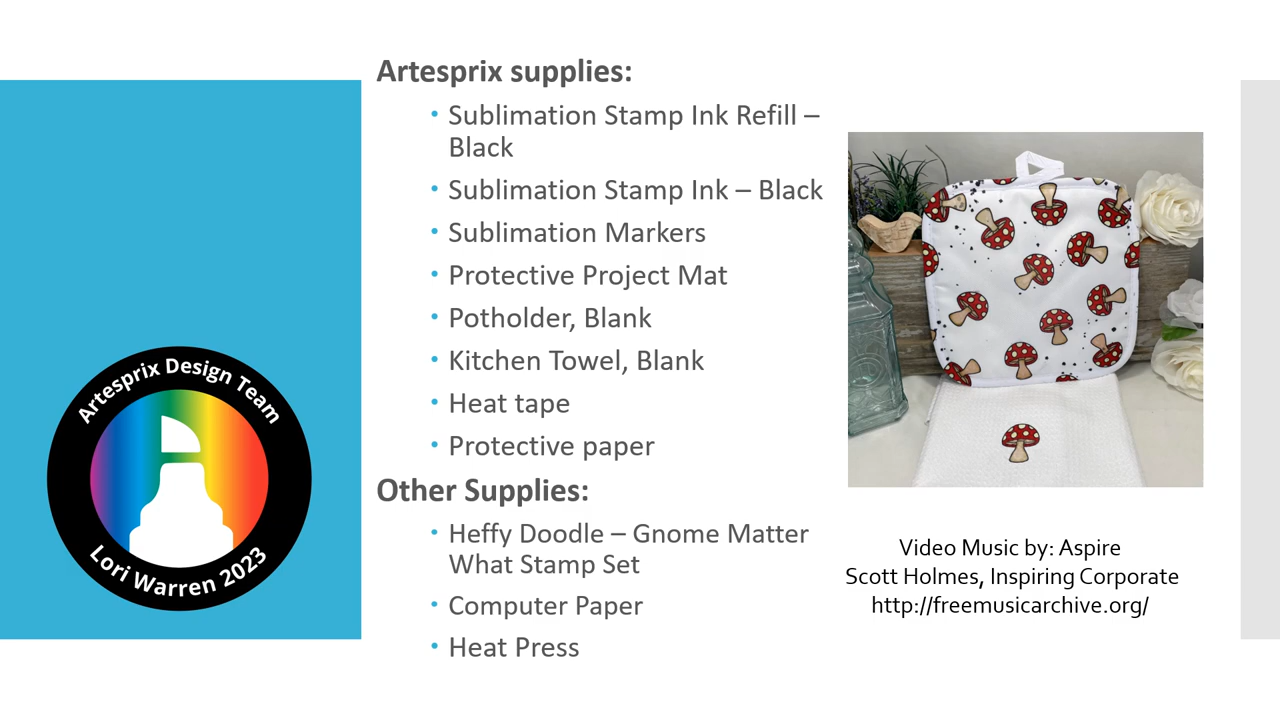 Artesprix supplies:
• Sublimation Stamp Ink Refill –
Black
• Sublimation Stamp Ink – Black
• Sublimation Markers
• Protective Project Mat
• Potholder, Blank
• Kitchen Towel, Blank
• Heat tape
• Protective paper
Other Supplies:
• Heffy Doodle – Gnome Matter
What Stamp Set
• Computer Paper
• Heat Press
Artesprix Design Team
Lori Warren 2023
Video Music by: Aspire
Scott Holmes, Inspiring Corporate
http://freemusicarchive.org/